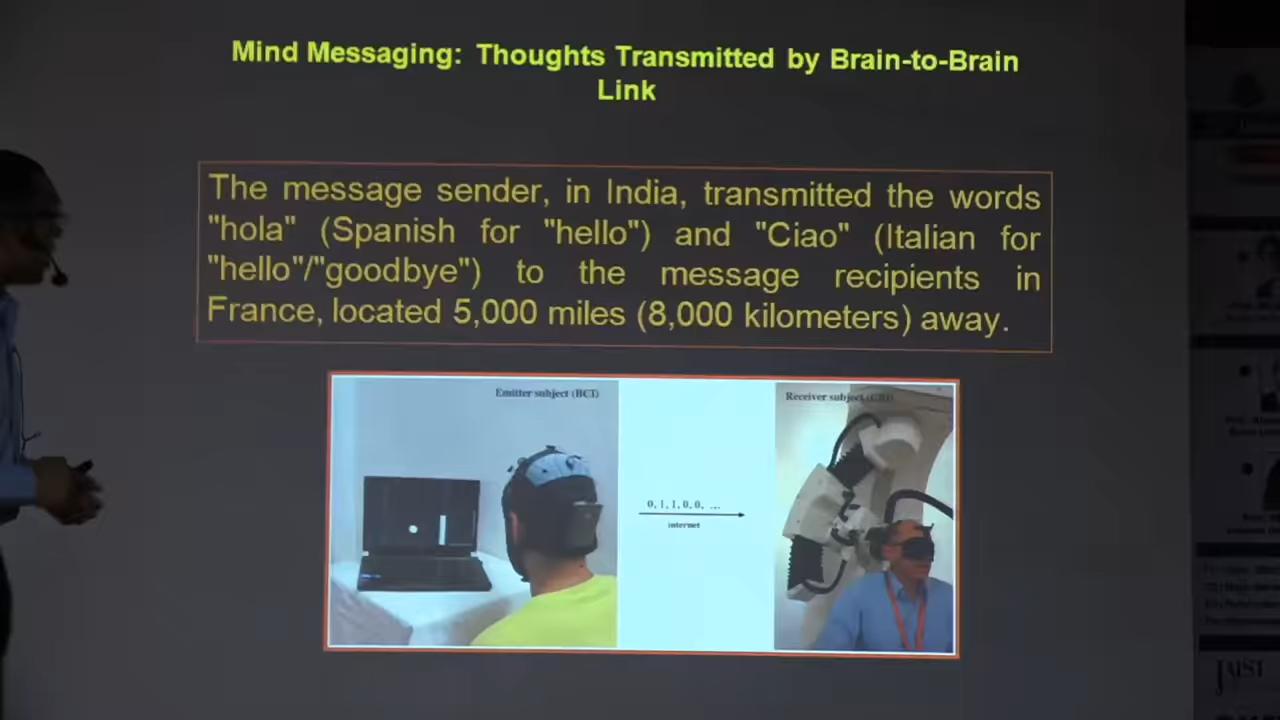 Mind Messaging: Thoughts Transmitted by Brain-to-Brain
Link
The message sender, in India, transmitted the words
"hola" (Spanish for "hello") and "Ciao" (Italian for
"hello"/"goodbye") to the message recipients in
France, located 5,000 miles (8,000 kilometers) away.
Emitter subject (BCI)
Receiver subject (CBI)
0, 1, 1, 0, 0, ...
internet
JAIST